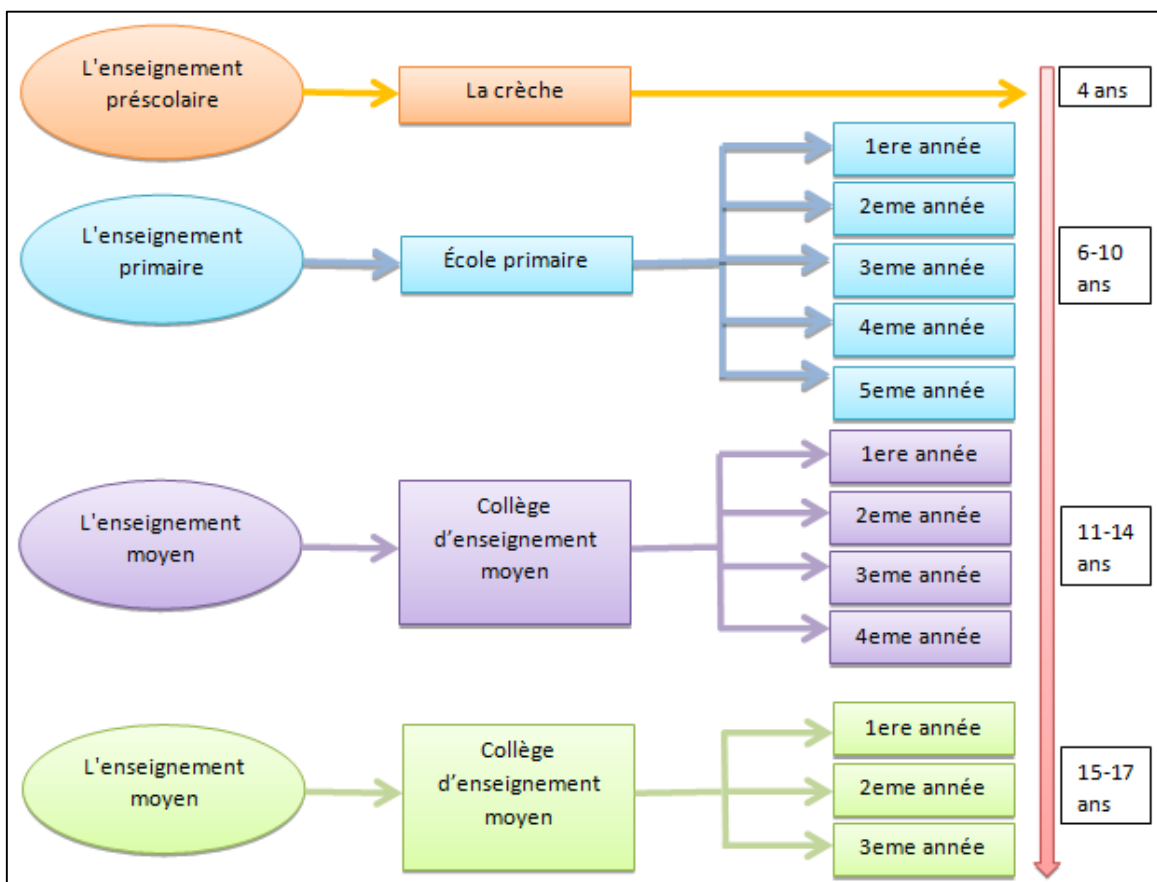 L'enseignement
préscolaire
La crèche
4 ans
L'enseignement
primaire
École primaire
1ere année
2eme année
3eme année
4eme année
5eme année
6-10
ans
L'enseignement
moyen
Collège
d’enseignement
moyen
1ere année
2eme année
3eme année
4eme année
11-14
ans
L'enseignement
moyen
Collège
d’enseignement
moyen
1ere année
2eme année
3eme année
15-17
ans